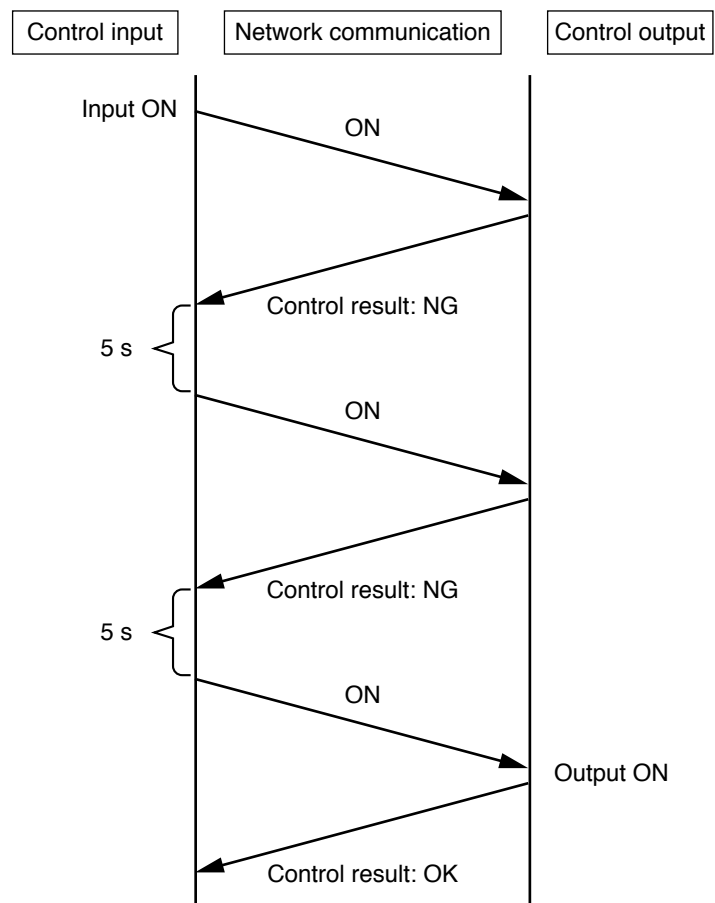 Control input
Network communication
Control output
Input ON
ON
Control result: NG
5 s
ON
Control result: NG
5 s
ON
Output ON
Control result: OK